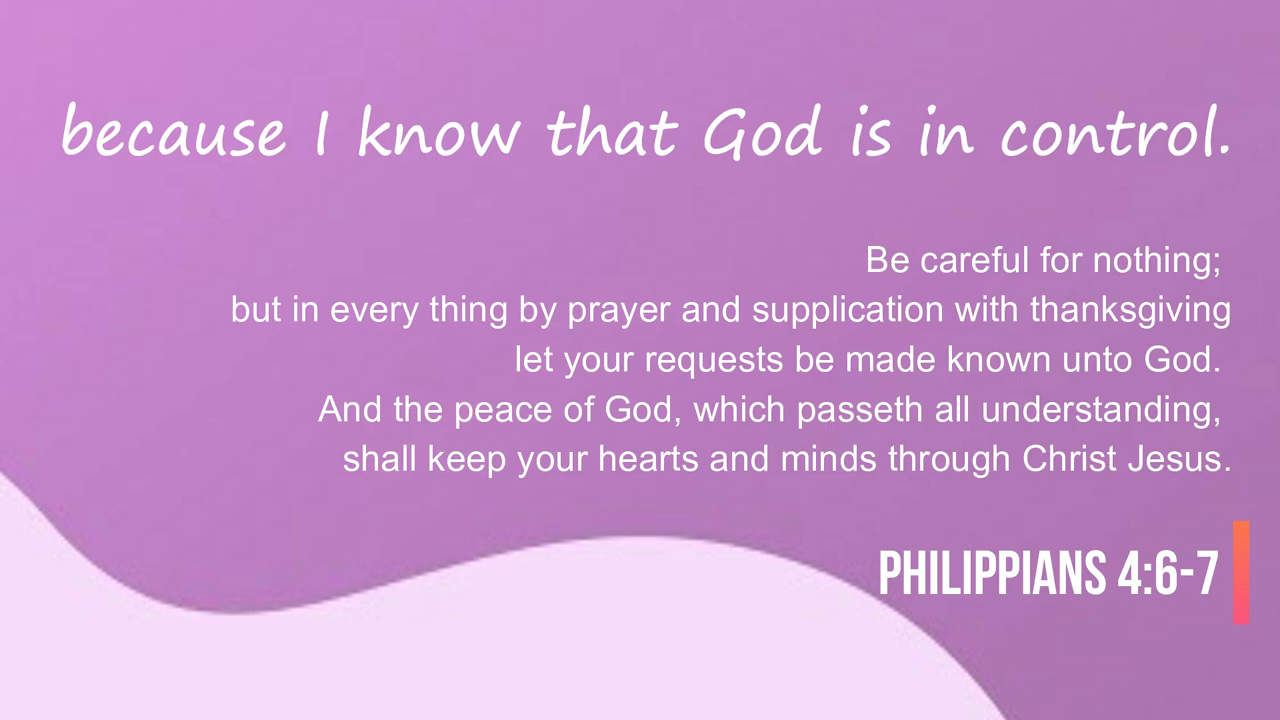 because I know that God is in control.
Be careful for nothing;
but in every thing by prayer and supplication with thanksgiving
let your requests be made known unto God.
And the peace of God, which passeth all understanding,
shall keep your hearts and minds through Christ Jesus.
PHILIPPIANS 4:6-7